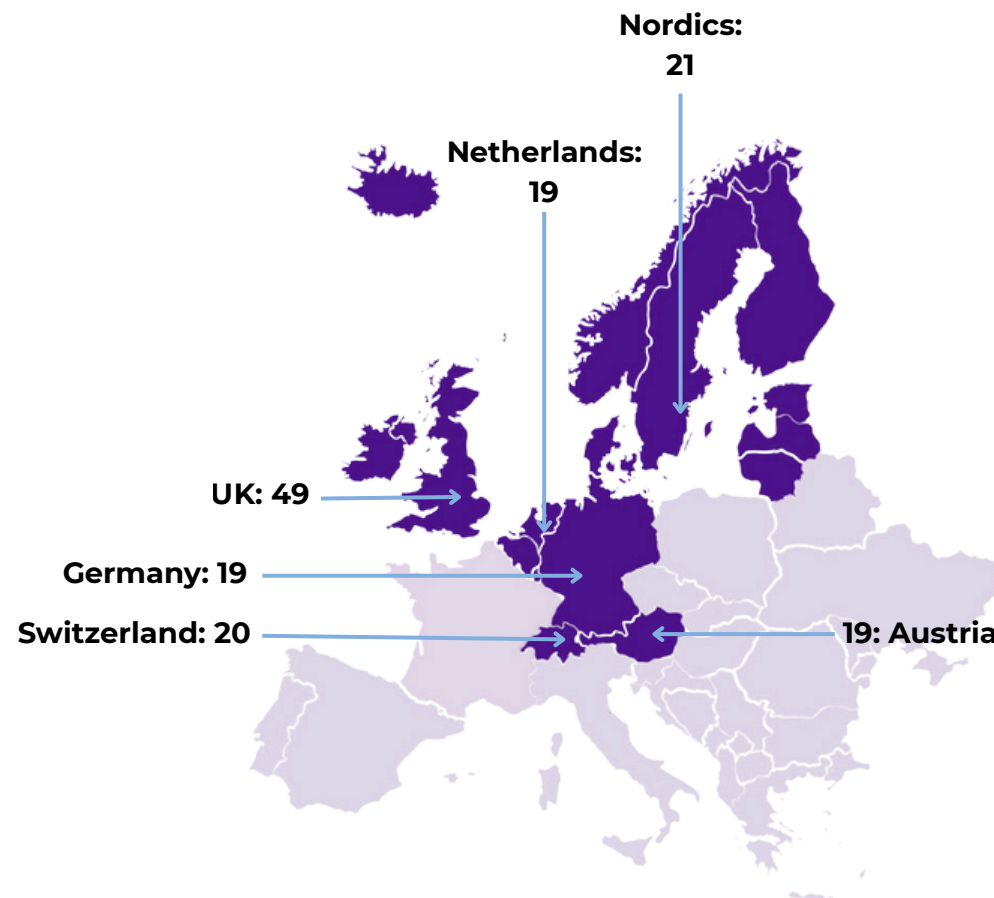 Nordics:
21
Netherlands:
19
UK: 49
Germany: 19
Switzerland: 20
19: Austria